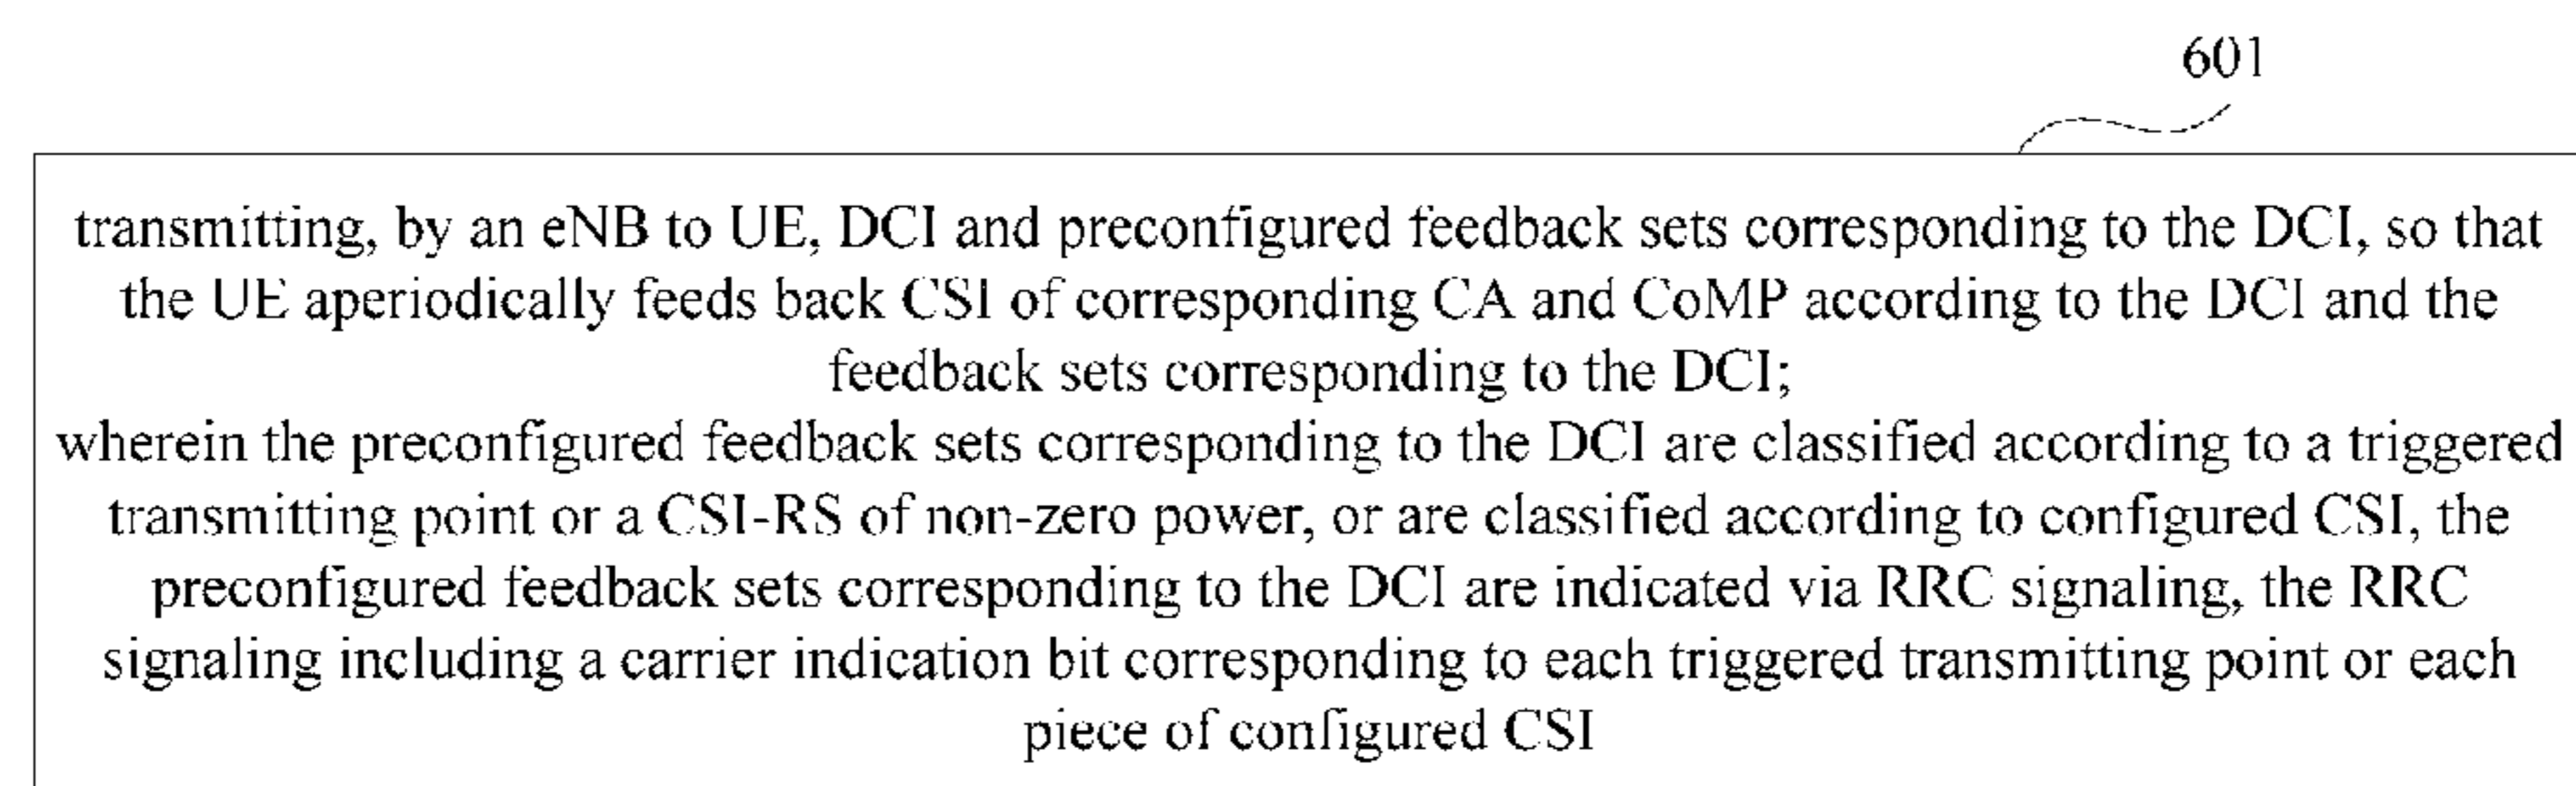 601
transmitting, by an eNB to UE, DCI and preconfigured feedback sets corresponding to the DCI, so that
the UE aperiodically feeds back CSI of corresponding CA and CoMP according to the DCI and the
feedback sets corresponding to the DCI;
wherein the preconfigured feedback sets corresponding to the DCI are classified according to a triggered
transmitting point or a CSI-RS of non-zero power, or are classified according to configured CSI, the
preconfigured feedback sets corresponding to the DCI are indicated via RRC signaling, the RRC
signaling including a carrier indication bit corresponding to each triggered transmitting point or each
piece of configured CSI